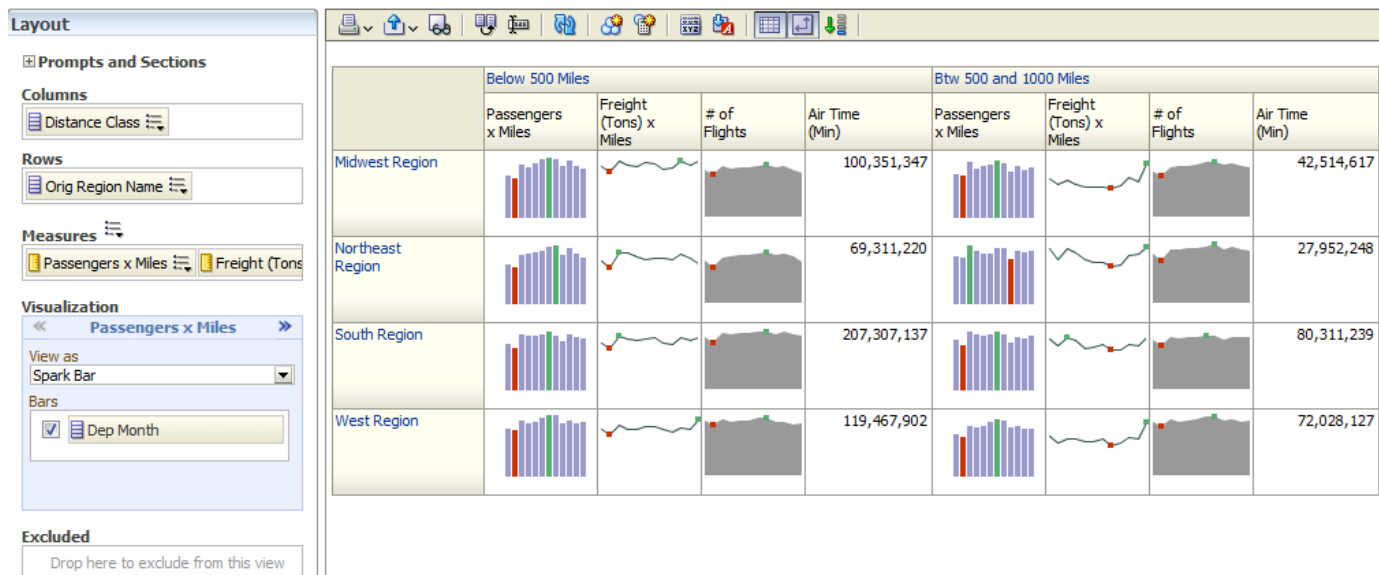 Layout
Prompts and Sections
Columns
Distance Class
Rows
Orig Region Name
Measures
Passengers x Miles Freight (Tons
Visualization
Passengers x Miles
View as
Spark Bar
Bars
Dep Month
Excluded
Drop here to exclude from this view
Below 500 Miles Btw 500 and 1000 Miles
Passengers x Miles Freight (Tons) x Miles # of Flights Air Time (Min) Passengers x Miles Freight (Tons) x Miles # of Flights Air Time (Min)
Midwest Region 100,351,347 42,514,617
Northeast Region 69,311,220 27,952,248
South Region 207,307,137 80,311,239
West Region 119,467,902 72,028,127